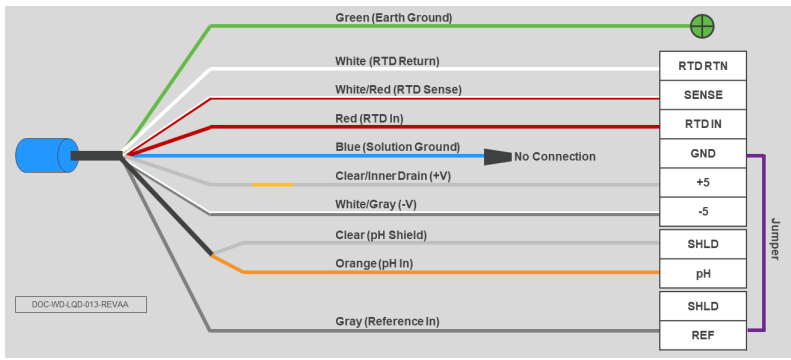 Green (Earth Ground)
White (RTD Return)
RTD RTN
White/Red (RTD Sense)
SENSE
Red (RTD In)
RTD IN
Blue (Solution Ground)
No Connection
GND
Clear/Inner Drain (+V)
+5
White/Gray (-V)
-5
Jumper
Clear (pH Shield)
SHLD
Orange (pH In)
pH
DOC-WD-LQD-013-REVAA
SHLD
Gray (Reference In)
REF